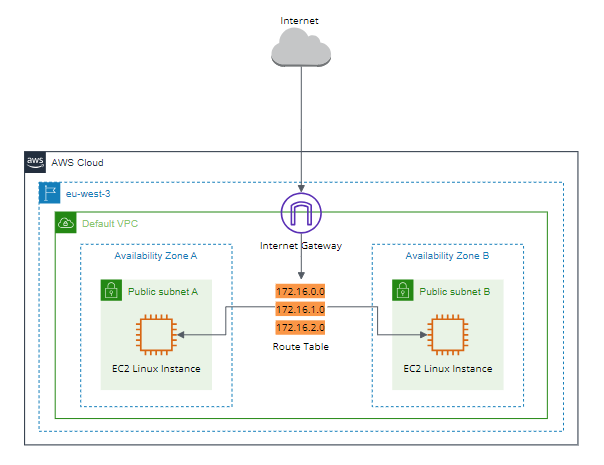 Internet
aws
AWS Cloud
eu-west-3
Default VPC
Internet Gateway
Availability Zone A
Availability Zone B
Public subnet A
172.16.0.0
172.16.1.0
172.16.2.0
Route Table
Public subnet B
EC2 Linux Instance
EC2 Linux Instance